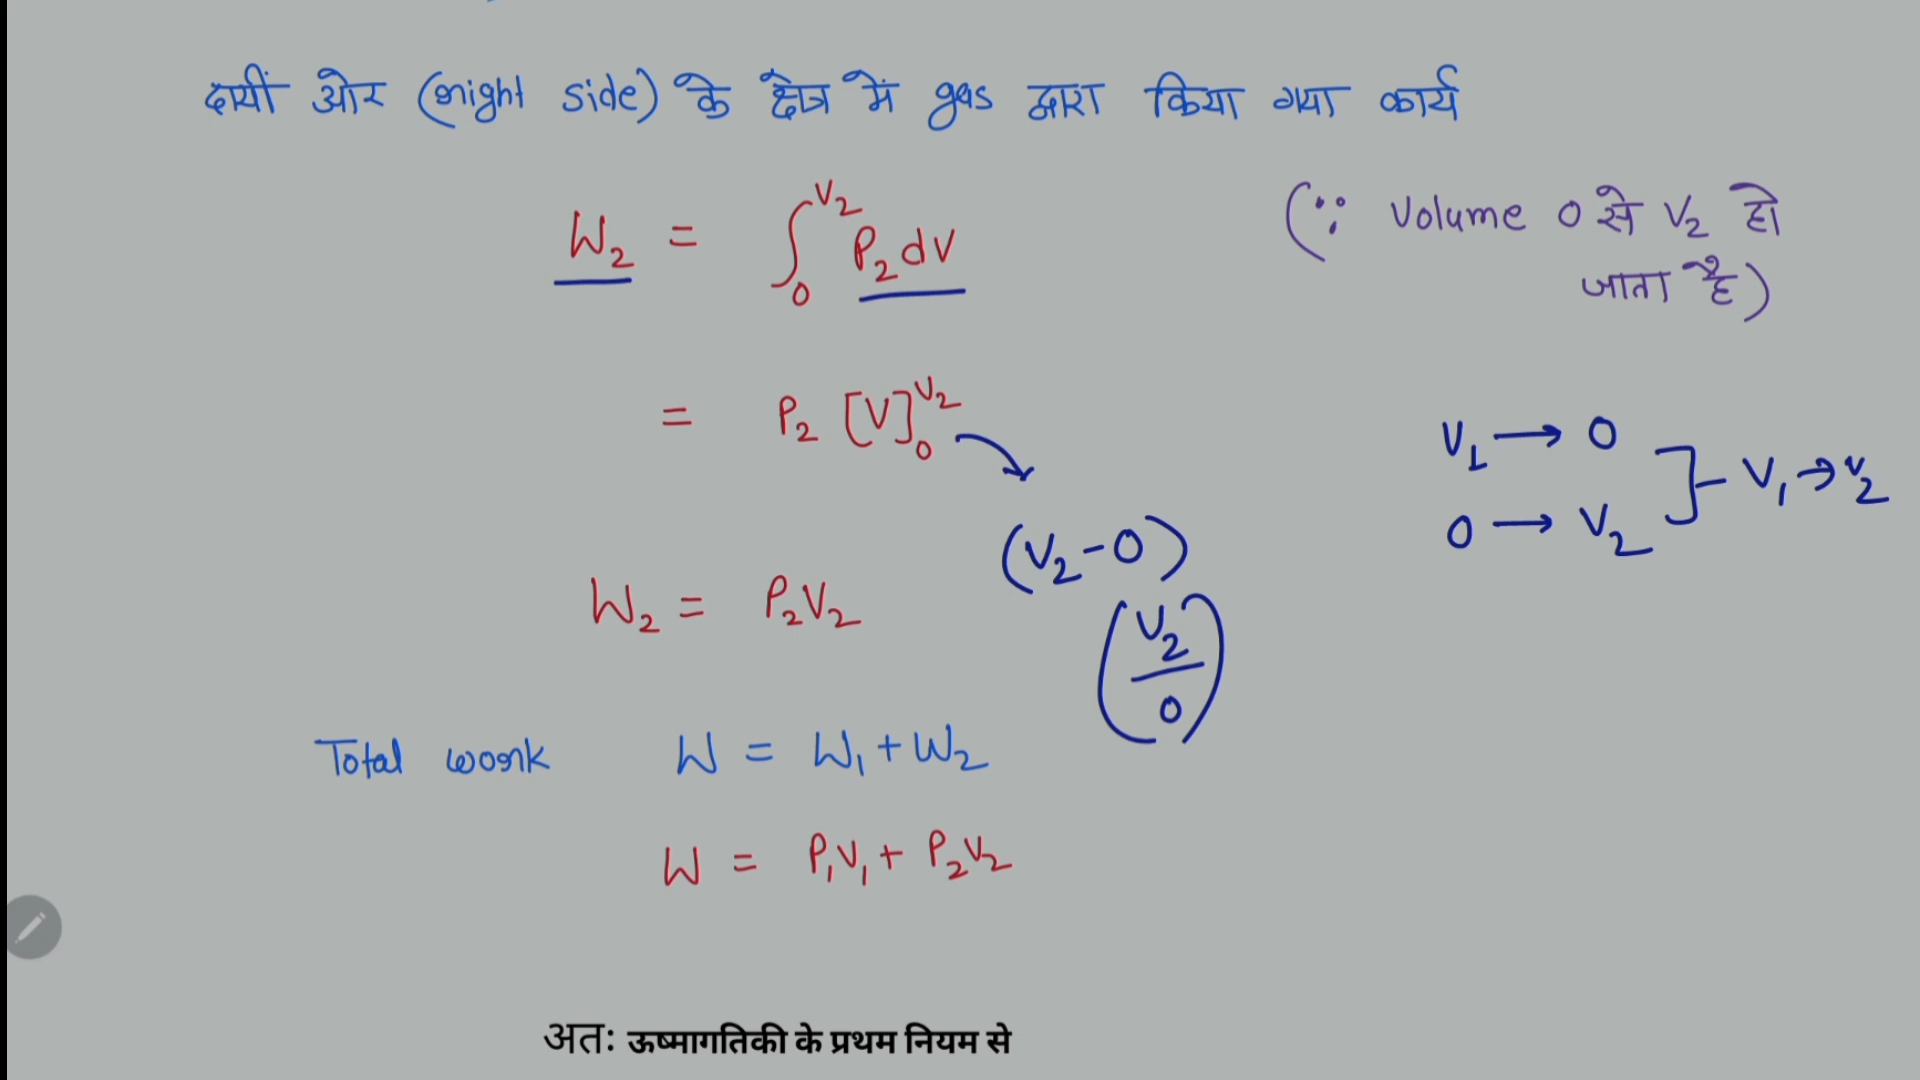 दायीं ओर (right side) के क्षेत्र में gas द्वारा किया गया कार्य
W₂ = ∫₀^V₂ P₂dV
(∵ Volume 0 से V₂ हो
जाता है)
= P₂ [V]₀^V₂
V₁ → 0
0 → V₂ ] - V₁ → V₂
(V₂ - 0)
W₂ = P₂V₂
(V₂/0)
Total work W = W₁ + W₂
W = P₁V₁ + P₂V₂
अतः ऊष्मागतिकी के प्रथम नियम से